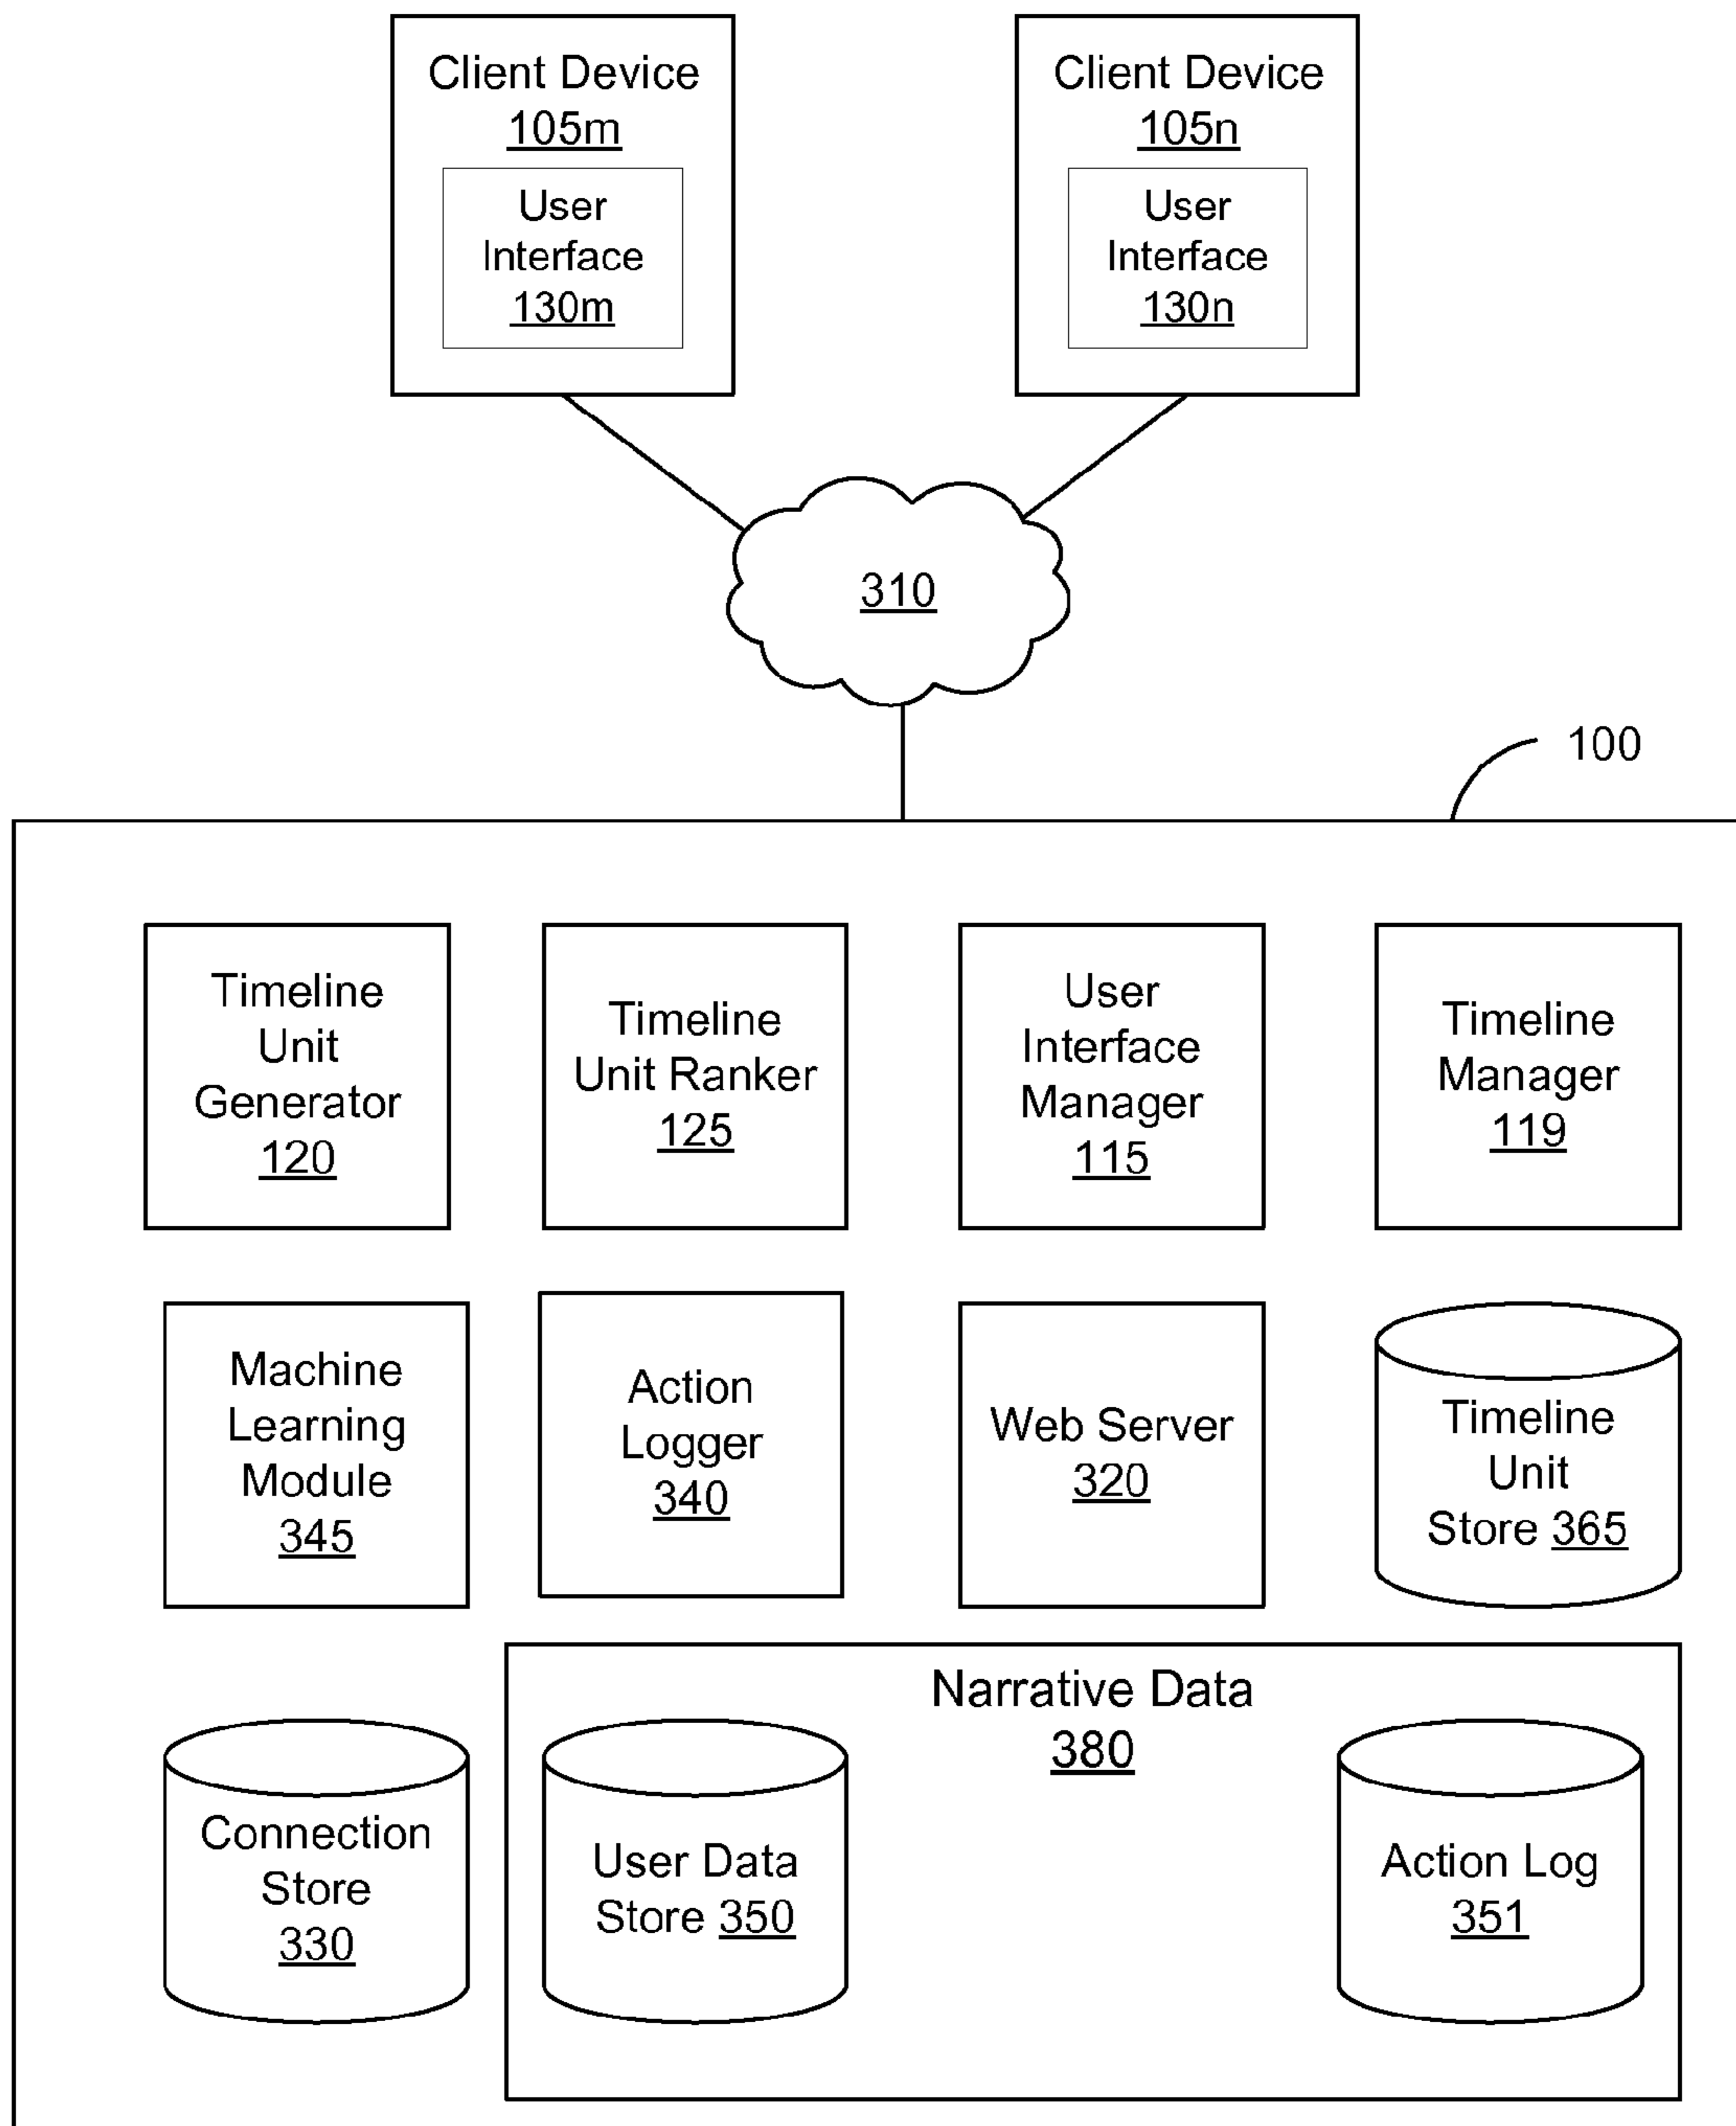 Client Device
105m
User
Interface
130m
Client Device
105n
User
Interface
130n
310
100
Timeline
Unit
Generator
120
Timeline
Unit Ranker
125
User
Interface
Manager
115
Timeline
Manager
119
Machine
Learning
Module
345
Action
Logger
340
Web Server
320
Timeline
Unit
Store 365
Narrative Data
380
Connection
Store
330
User Data
Store 350
Action Log
351